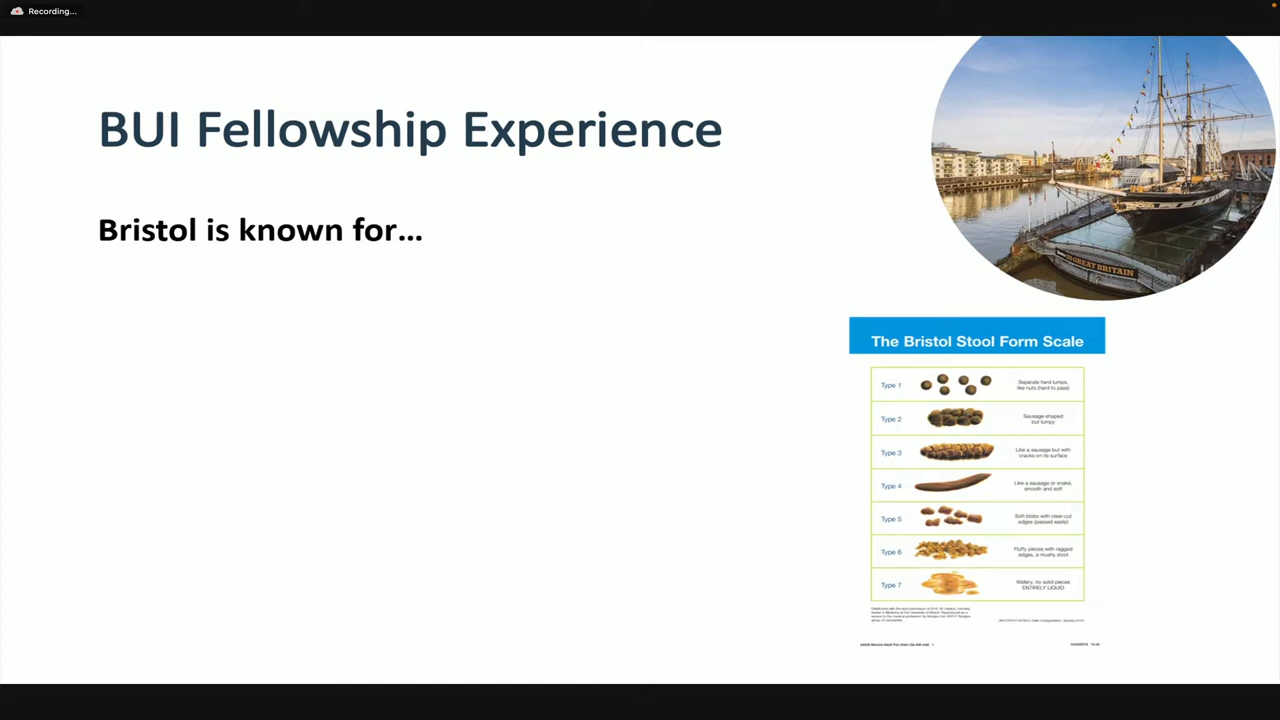 Recording...
BUI Fellowship Experience
Bristol is known for...
GREAT BRITAIN
The Bristol Stool Form Scale
Type 1
Separate hard lumps,
like nuts (hard to pass)
Type 2
Sausage-shaped
but lumpy
Type 3
Like a sausage but with
cracks on its surface
Type 4
Like a sausage or snake,
smooth and soft
Type 5
Soft blobs with clear-cut
edges (passed easily)
Type 6
Fluffy pieces with ragged
edges, a mushy stool
Type 7
Watery, no solid pieces
ENTIRELY LIQUID